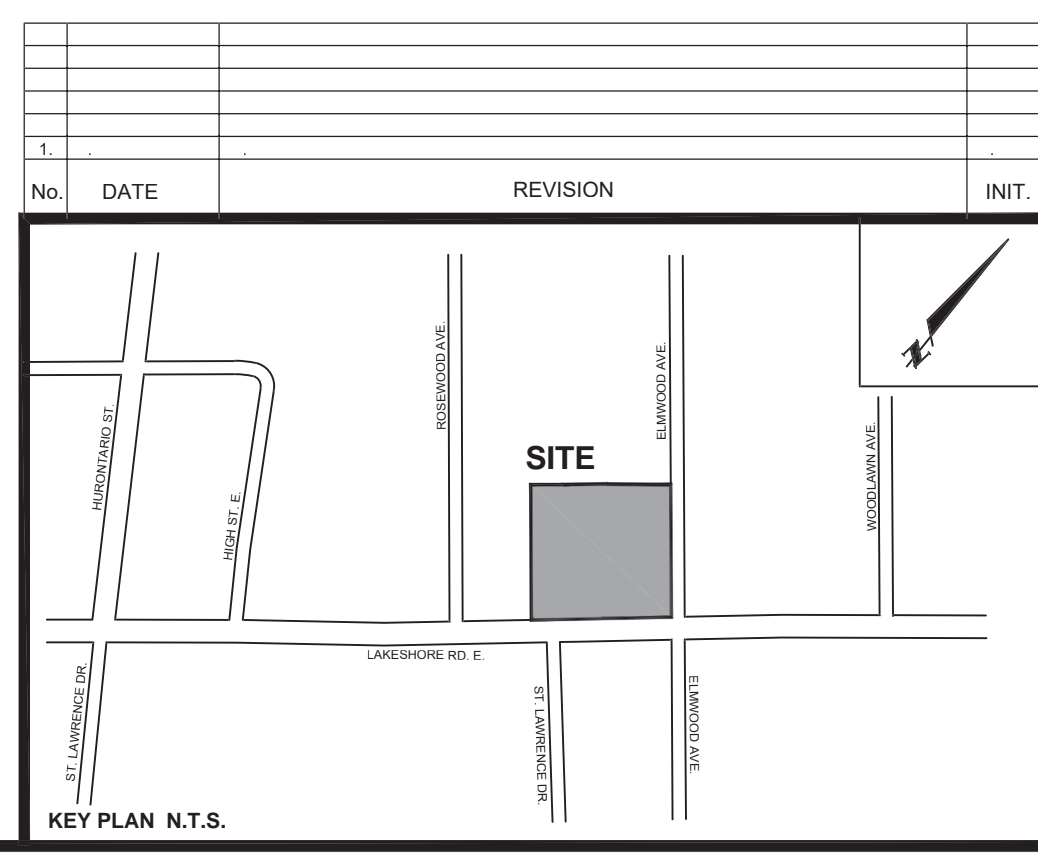 1. . . .
No. DATE REVISION INIT.
N
HURONTARIO ST.
HIGH ST. E.
ROSEWOOD AVE.
ELMWOOD AVE.
WOODLAWN AVE.
SITE
LAKESHORE RD. E.
ST. LAWRENCE DR.
ST. LAWRENCE DR.
ELMWOOD AVE.
KEY PLAN N.T.S.